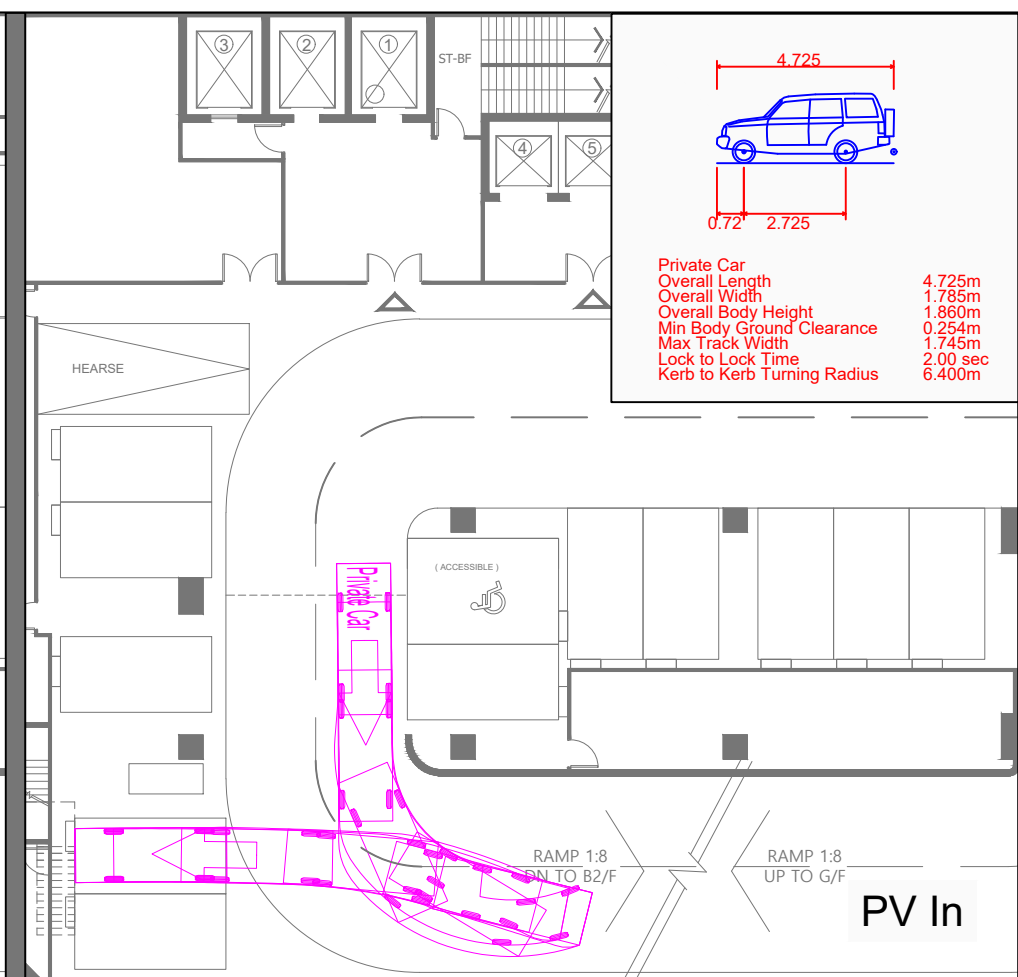 3
2
1
ST-BF
4
5
4.725
0.72
2.725
Private Car
Overall Length 4.725m
Overall Width 1.785m
Overall Body Height 1.860m
Min Body Ground Clearance 0.254m
Max Track Width 1.745m
Lock to Lock Time 2.00 sec
Kerb to Kerb Turning Radius 6.400m
HEARSE
( ACCESSIBLE )
Private Car
RAMP 1:8
DN TO B2/F
RAMP 1:8
UP TO G/F
PV In